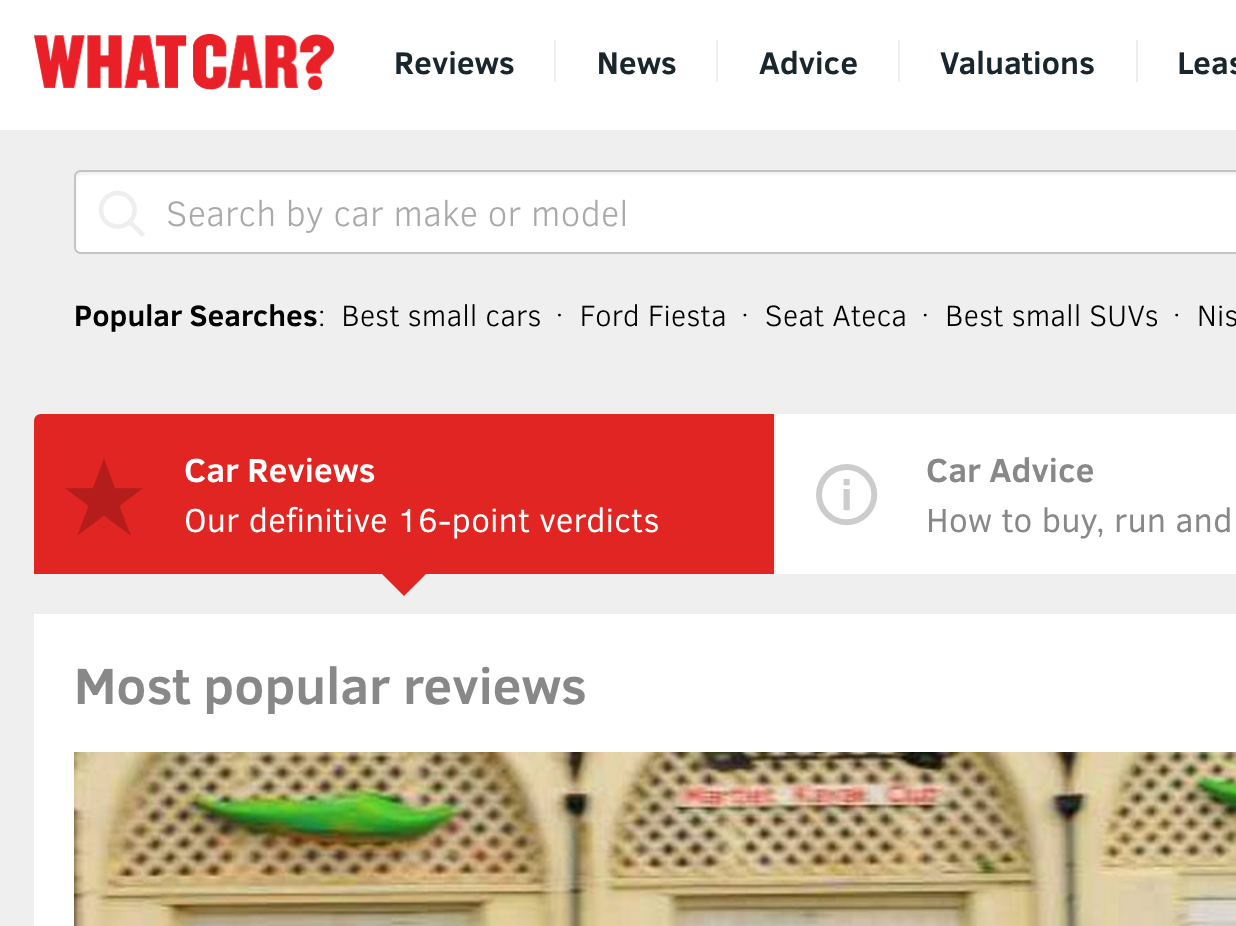 WHAT CAR?
Reviews
News
Advice
Valuations
Leas
Search by car make or model
Popular Searches: Best small cars · Ford Fiesta · Seat Ateca · Best small SUVs · Nis
Car Reviews
Our definitive 16-point verdicts
Car Advice
How to buy, run and
Most popular reviews